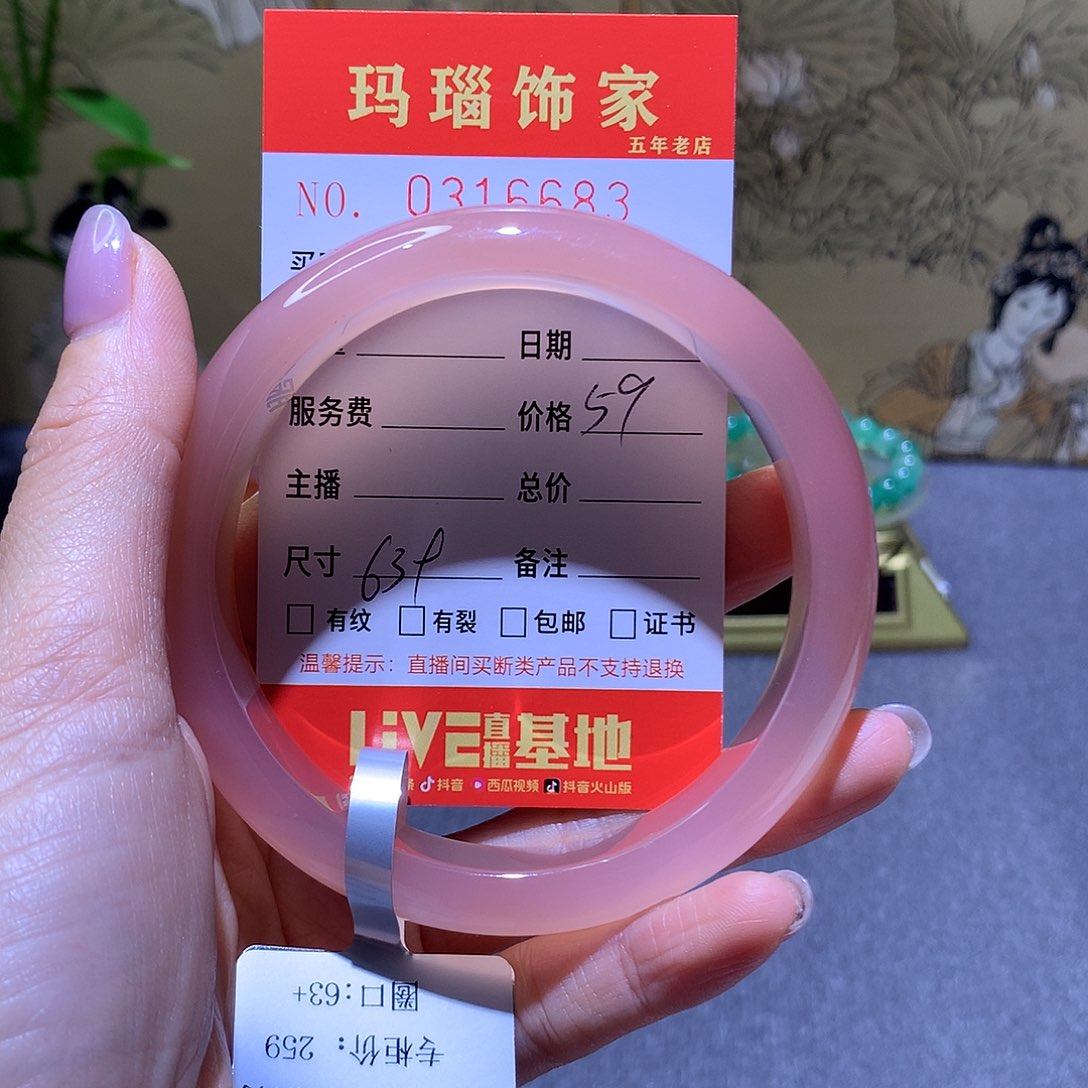 玛瑙饰家
五年老店
NO. 0316683
日期
服务费 价格 59
主播 总价
尺寸 备注
有纹 有裂 包邮 证书
温馨提示：直播间买断类产品不支持退换
LIVE直播基地
抖音 西瓜视频 抖音火山版
圈口:63+
专柜价: 259